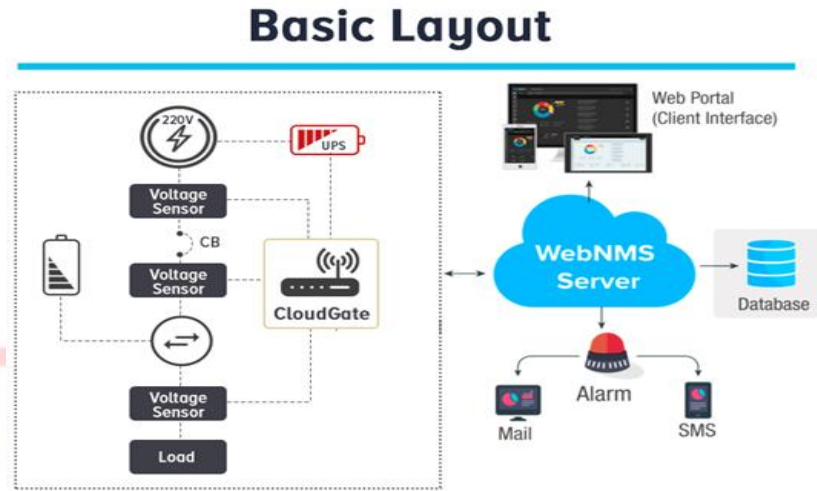 Basic Layout
220V
UPS
Voltage
Sensor
CB
Voltage
Sensor
CloudGate
Voltage
Sensor
Load
Web Portal
(Client Interface)
WebNMS
Server
Database
Alarm
Mail
SMS